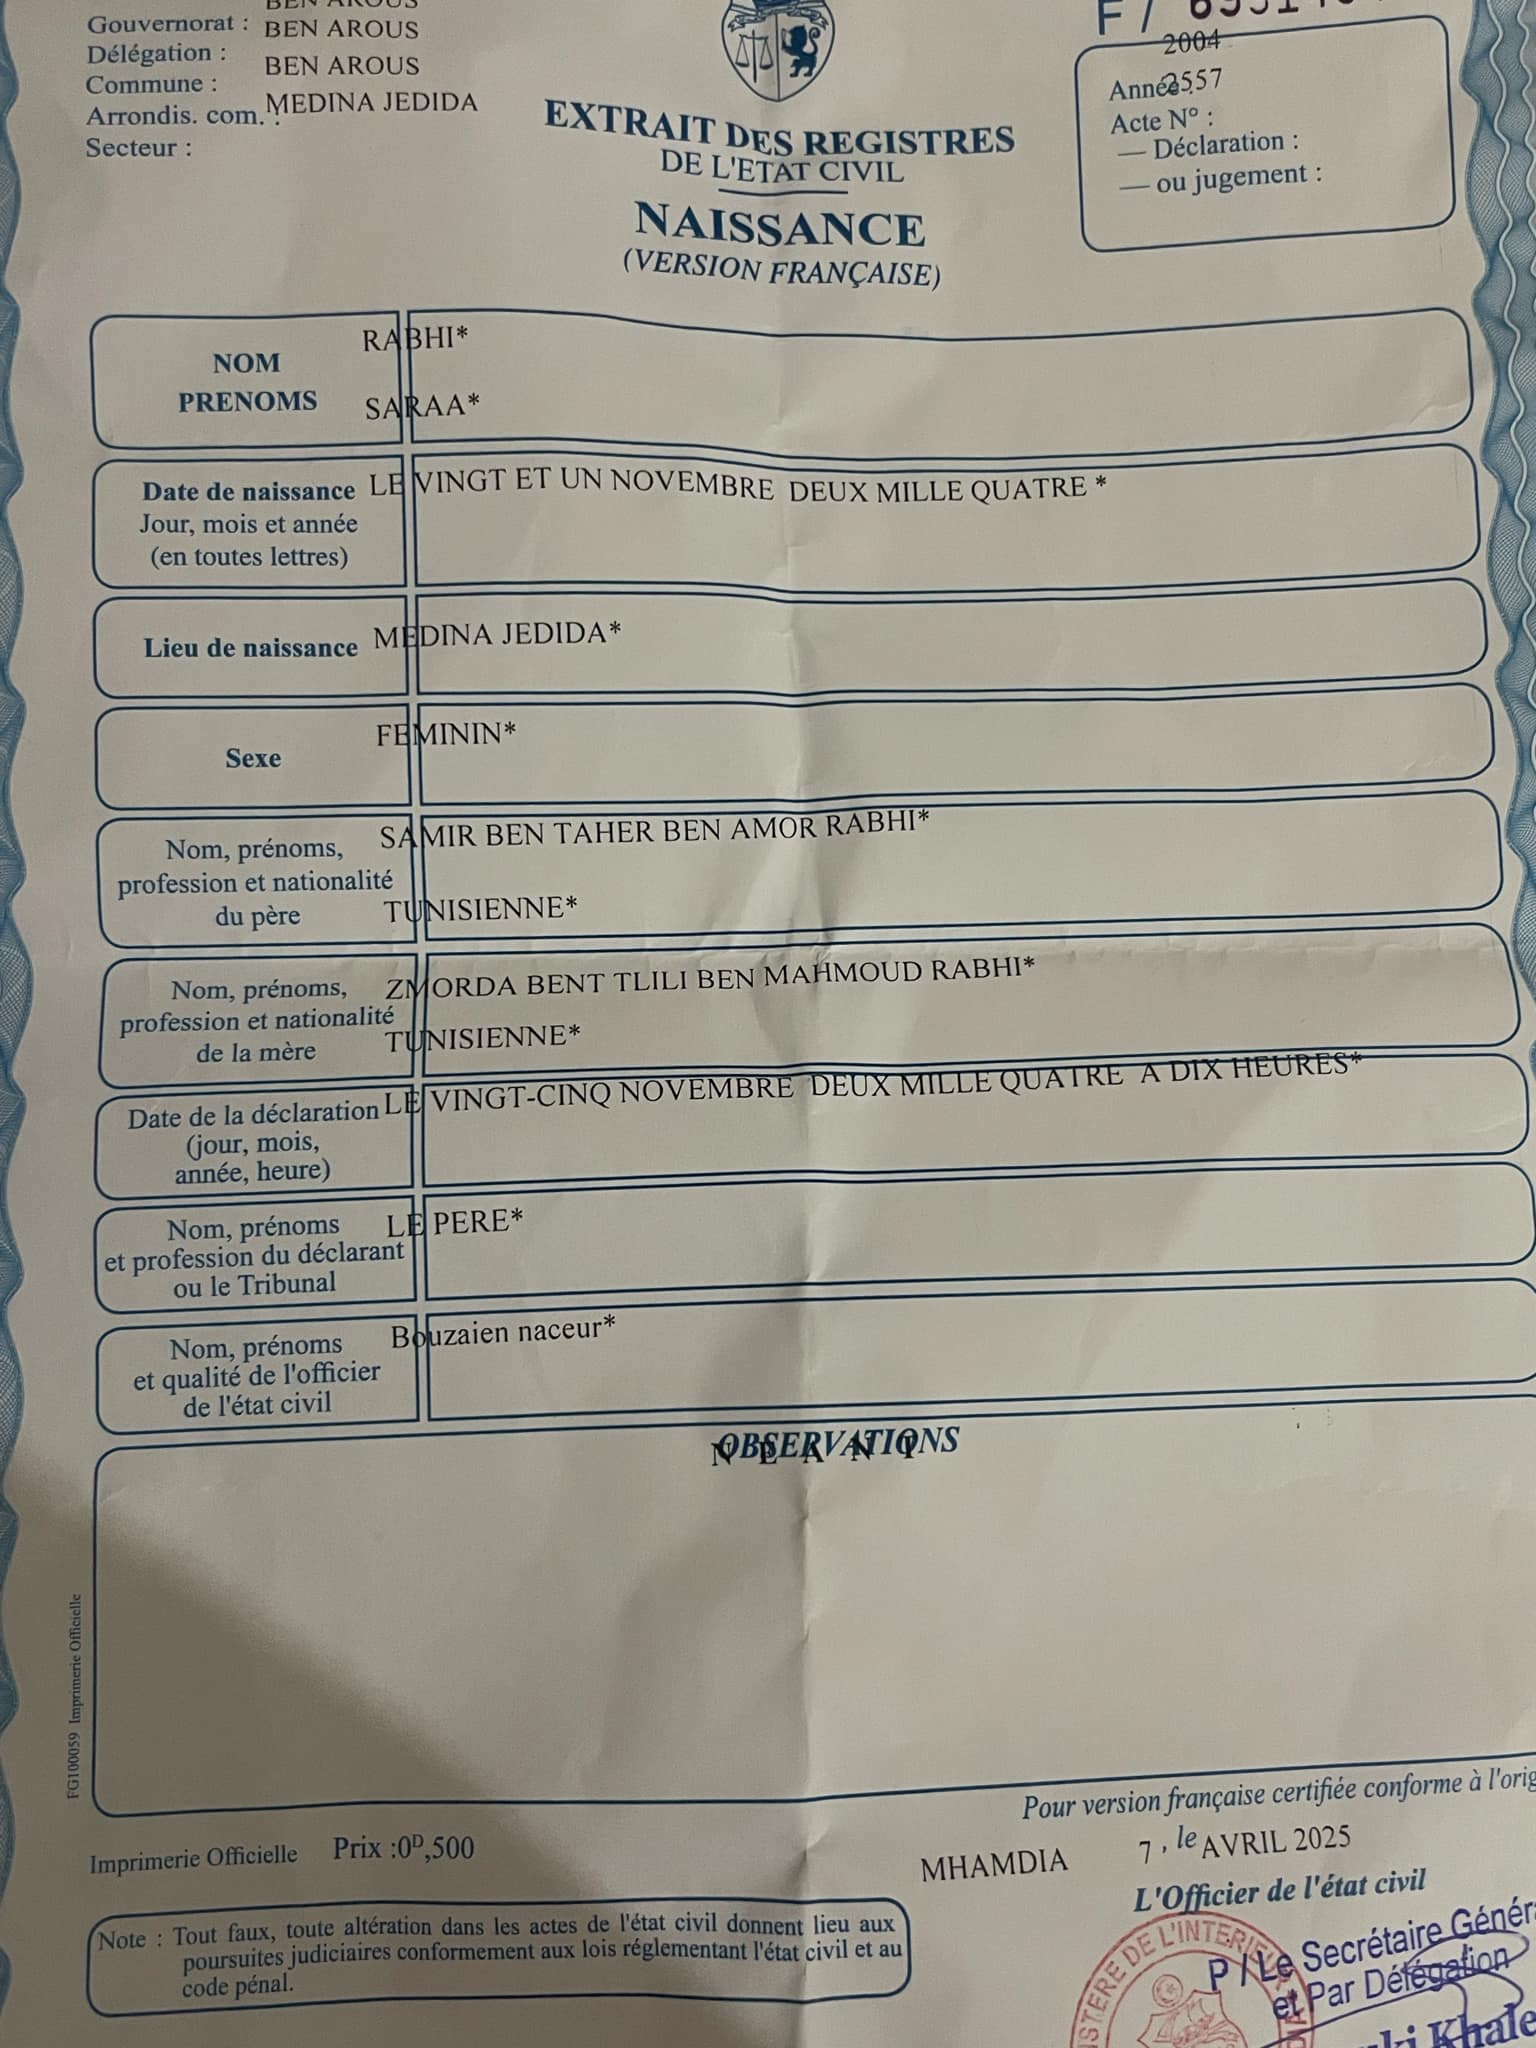 BEN AROUS
Gouvernorat : BEN AROUS
Délégation :
Commune : BEN AROUS
Arrondis. com. : MEDINA JEDIDA
Secteur :
F /
EXTRAIT DES REGISTRES
DE L'ETAT CIVIL
NAISSANCE
(VERSION FRANÇAISE)
2004
Année : 2557
Acte N° :
— Déclaration :
— ou jugement :
NOM RABHI*
PRENOMS SARAA*
Date de naissance LE VINGT ET UN NOVEMBRE DEUX MILLE QUATRE *
Jour, mois et année
(en toutes lettres)
Lieu de naissance MEDINA JEDIDA*
Sexe FEMININ*
Nom, prénoms, SAMIR BEN TAHER BEN AMOR RABHI*
profession et nationalité
du père TUNISIENNE*
Nom, prénoms, ZMORDA BENT TLILI BEN MAHMOUD RABHI*
profession et nationalité
de la mère TUNISIENNE*
Date de la déclaration LE VINGT-CINQ NOVEMBRE DEUX MILLE QUATRE A DIX HEURES*
(jour, mois,
année, heure)
Nom, prénoms LE PERE*
et profession du déclarant
ou le Tribunal
Nom, prénoms Bouzaien naceur*
et qualité de l'officier
de l'état civil
OBSERVATIONS
FG100059 Imprimerie Officielle
Pour version française certifiée conforme à l'orig
Imprimerie Officielle Prix :0ᴰ,500
MHAMDIA 7 , le AVRIL 2025
L'Officier de l'état civil
Note : Tout faux, toute altération dans les actes de l'état civil donnent lieu aux
poursuites judiciaires conformement aux lois réglementant l'état civil et au
code pénal.
P / Le Secrétaire Généra
et Par Délégation
Khale